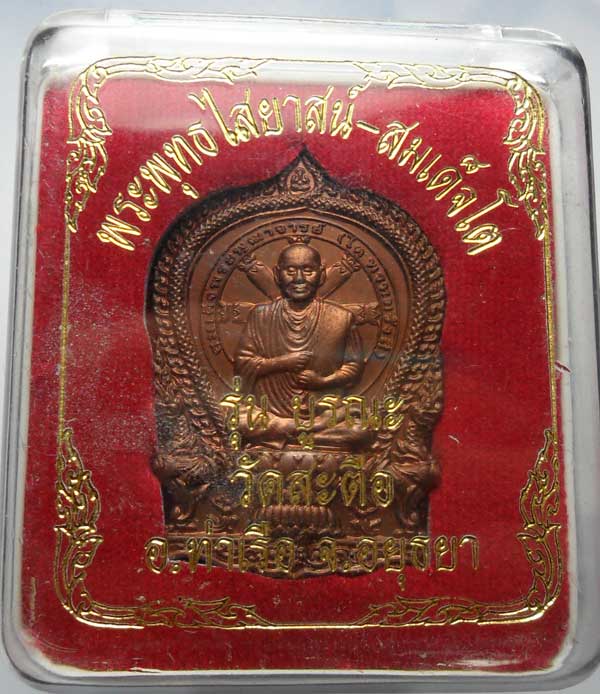 พระพุทธไสยาสน์-สมเด็จโต
รุ่น บูรณะ
วัดสะตือ
อ.ท่าเรือ จ.อยุธยา